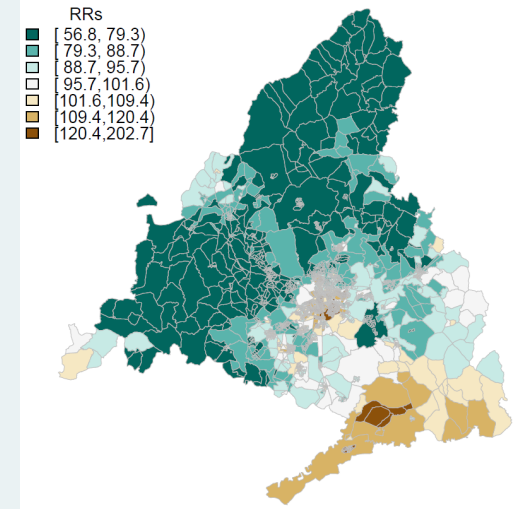 RRs
[ 56.8, 79.3)
[ 79.3, 88.7)
[ 88.7, 95.7)
[ 95.7,101.6)
[101.6,109.4)
[109.4,120.4)
[120.4,202.7]